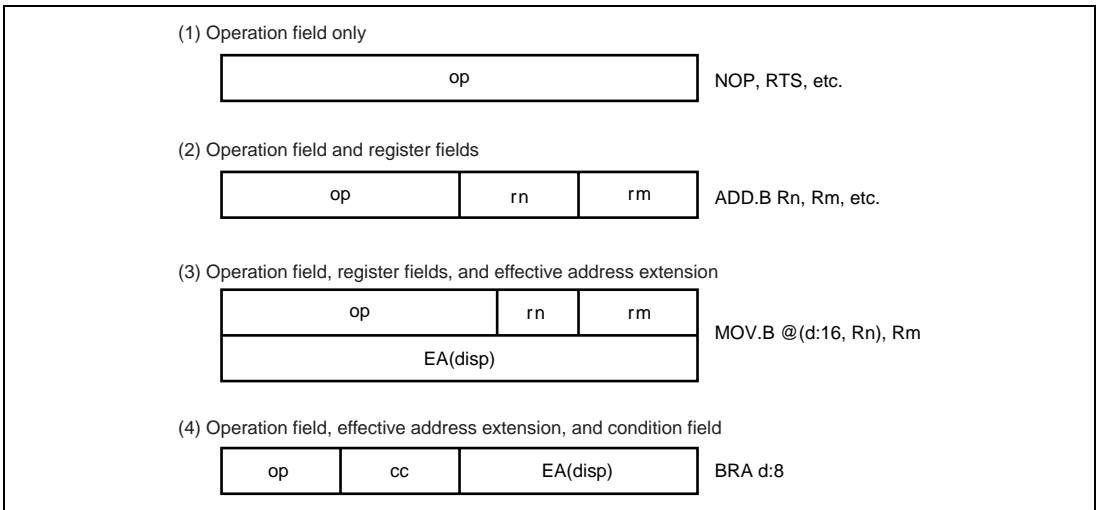 (1) Operation field only
op
NOP, RTS, etc.
(2) Operation field and register fields
op rn rm
ADD.B Rn, Rm, etc.
(3) Operation field, register fields, and effective address extension
op rn rm
MOV.B @(d:16, Rn), Rm
EA(disp)
(4) Operation field, effective address extension, and condition field
op cc EA(disp)
BRA d:8